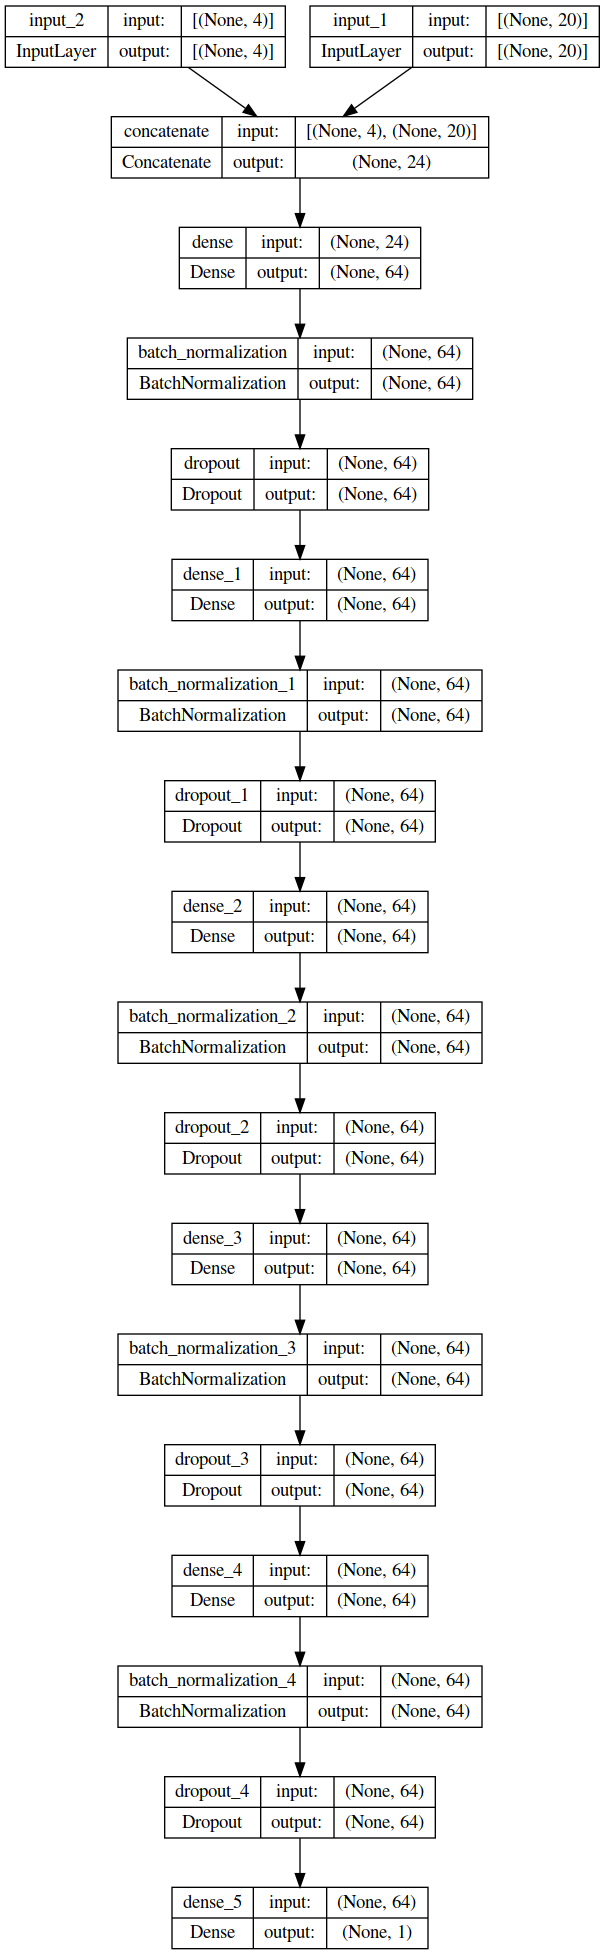 input_2 input: [(None, 4)] input_1 input: [(None, 20)]
InputLayer output: [(None, 4)] InputLayer output: [(None, 20)]
concatenate input: [(None, 4), (None, 20)]
Concatenate output: (None, 24)
dense input: (None, 24)
Dense output: (None, 64)
batch_normalization input: (None, 64)
BatchNormalization output: (None, 64)
dropout input: (None, 64)
Dropout output: (None, 64)
dense_1 input: (None, 64)
Dense output: (None, 64)
batch_normalization_1 input: (None, 64)
BatchNormalization output: (None, 64)
dropout_1 input: (None, 64)
Dropout output: (None, 64)
dense_2 input: (None, 64)
Dense output: (None, 64)
batch_normalization_2 input: (None, 64)
BatchNormalization output: (None, 64)
dropout_2 input: (None, 64)
Dropout output: (None, 64)
dense_3 input: (None, 64)
Dense output: (None, 64)
batch_normalization_3 input: (None, 64)
BatchNormalization output: (None, 64)
dropout_3 input: (None, 64)
Dropout output: (None, 64)
dense_4 input: (None, 64)
Dense output: (None, 64)
batch_normalization_4 input: (None, 64)
BatchNormalization output: (None, 64)
dropout_4 input: (None, 64)
Dropout output: (None, 64)
dense_5 input: (None, 64)
Dense output: (None, 1)